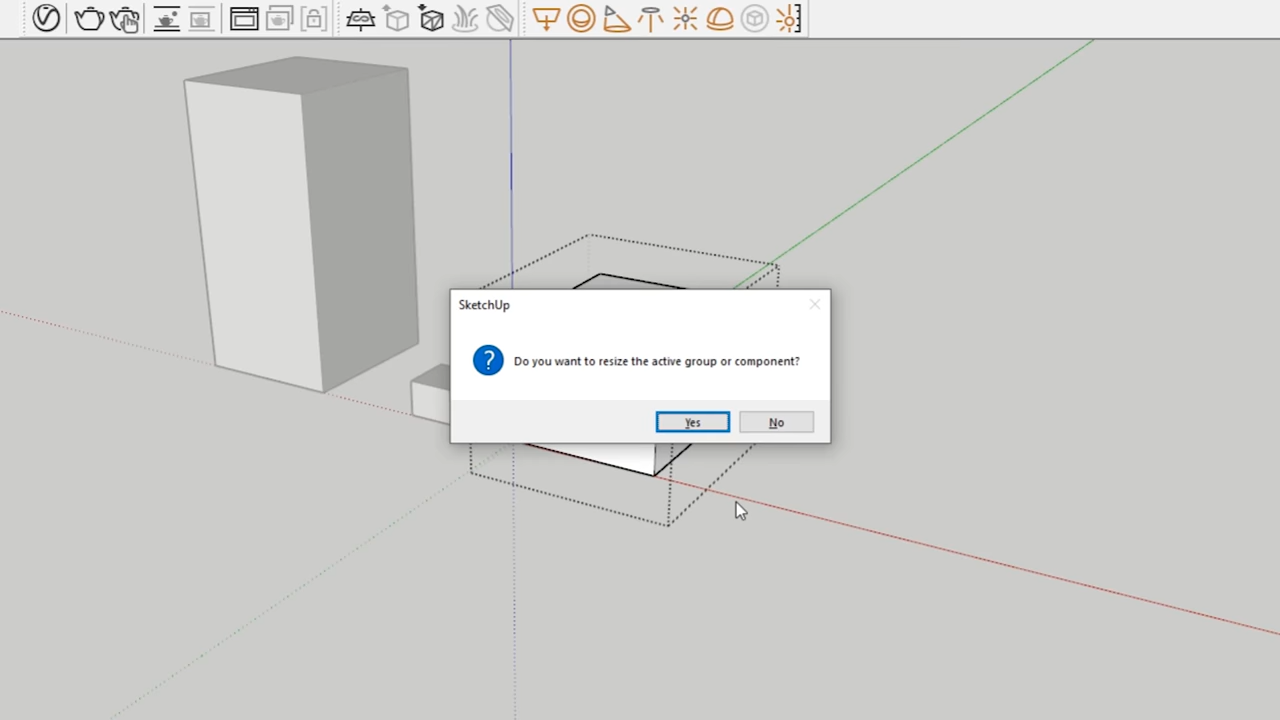 SketchUp
Do you want to resize the active group or component?
Yes
No